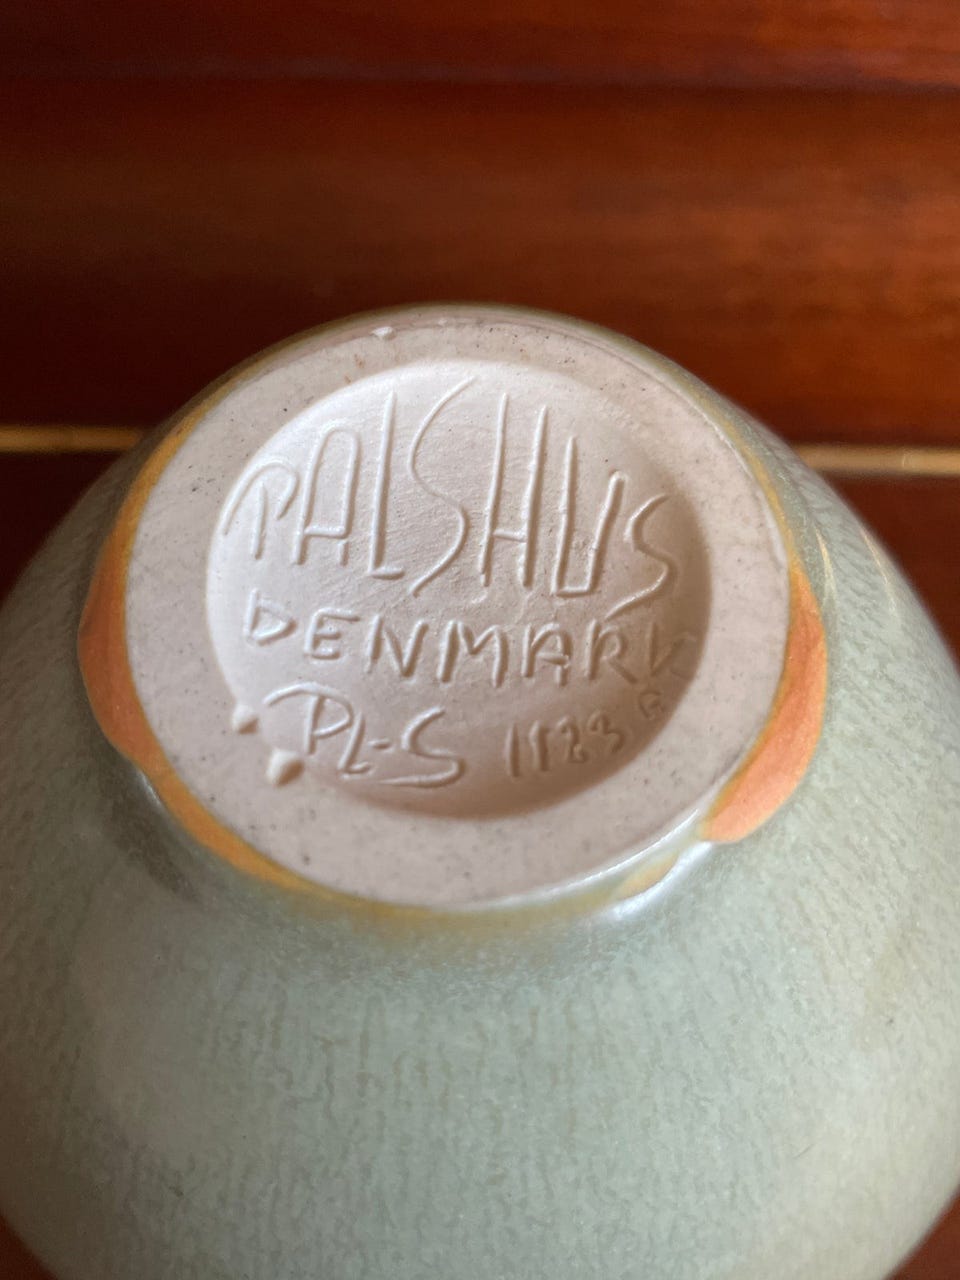 PALSHUS
DENMARK
PL-S 1123